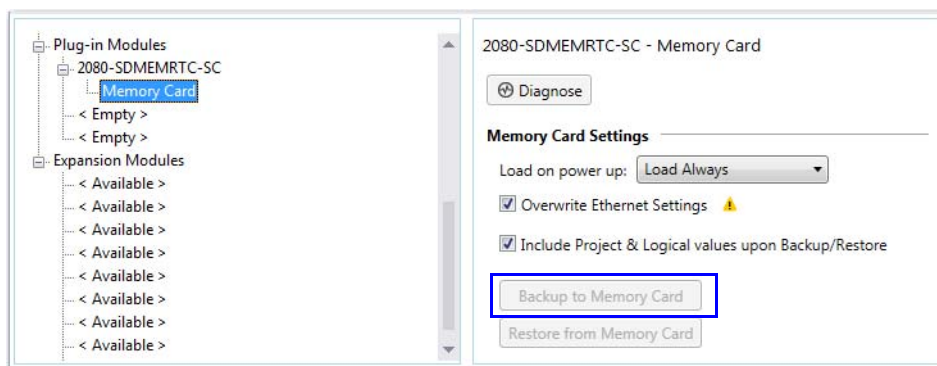 Plug-in Modules
2080-SDMEMRTC-SC
Memory Card
< Empty >
< Empty >
Expansion Modules
< Available >
< Available >
< Available >
< Available >
< Available >
< Available >
< Available >
< Available >
2080-SDMEMRTC-SC - Memory Card
Diagnose
Memory Card Settings
Load on power up: Load Always
Overwrite Ethernet Settings
Include Project & Logical values upon Backup/Restore
Backup to Memory Card
Restore from Memory Card